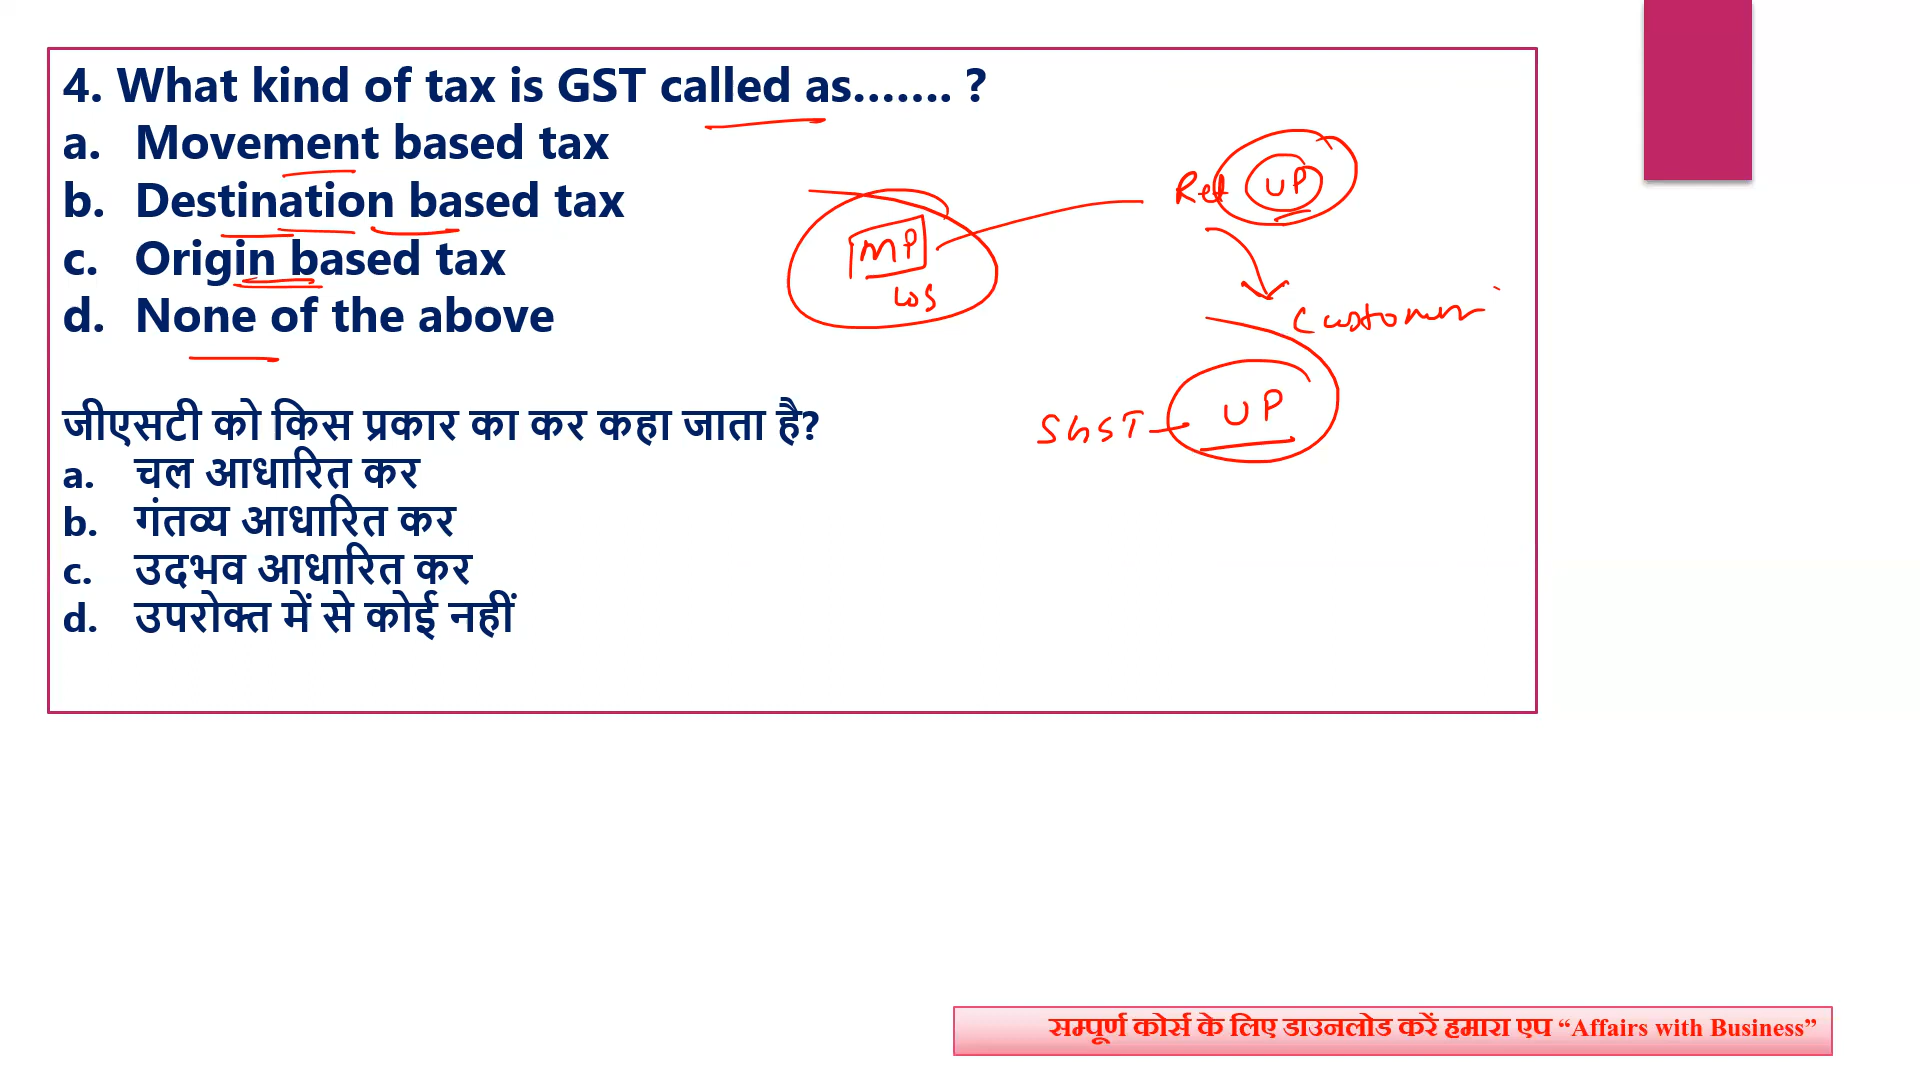 4. What kind of tax is GST called as....... ?
a. Movement based tax
b. Destination based tax
c. Origin based tax
d. None of the above
जीएसटी को किस प्रकार का कर कहा जाता है?
a. चल आधारित कर
b. गंतव्य आधारित कर
c. उदभव आधारित कर
d. उपरोक्त में से कोई नहीं
Ret UP
MP
Customer
UP
सम्पूर्ण कोर्स के लिए डाउनलोड करें हमारा एप “Affairs with Business”